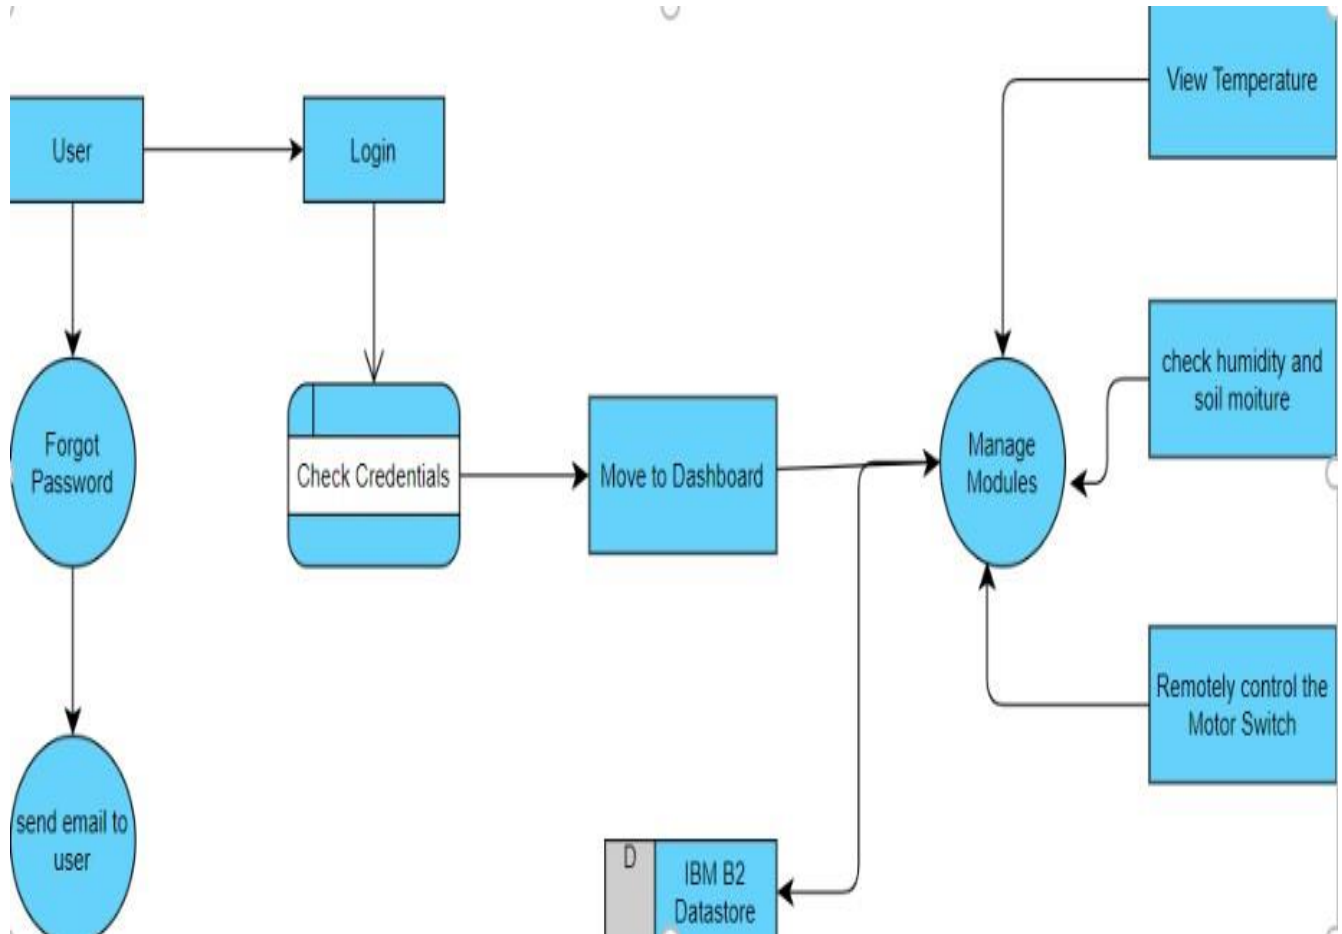 View Temperature
User
Login
check humidity and
soil moiture
Forgot
Password
Check Credentials
Move to Dashboard
Manage
Modules
Remotely control the
Motor Switch
send email to
user
D
IBM B2
Datastore